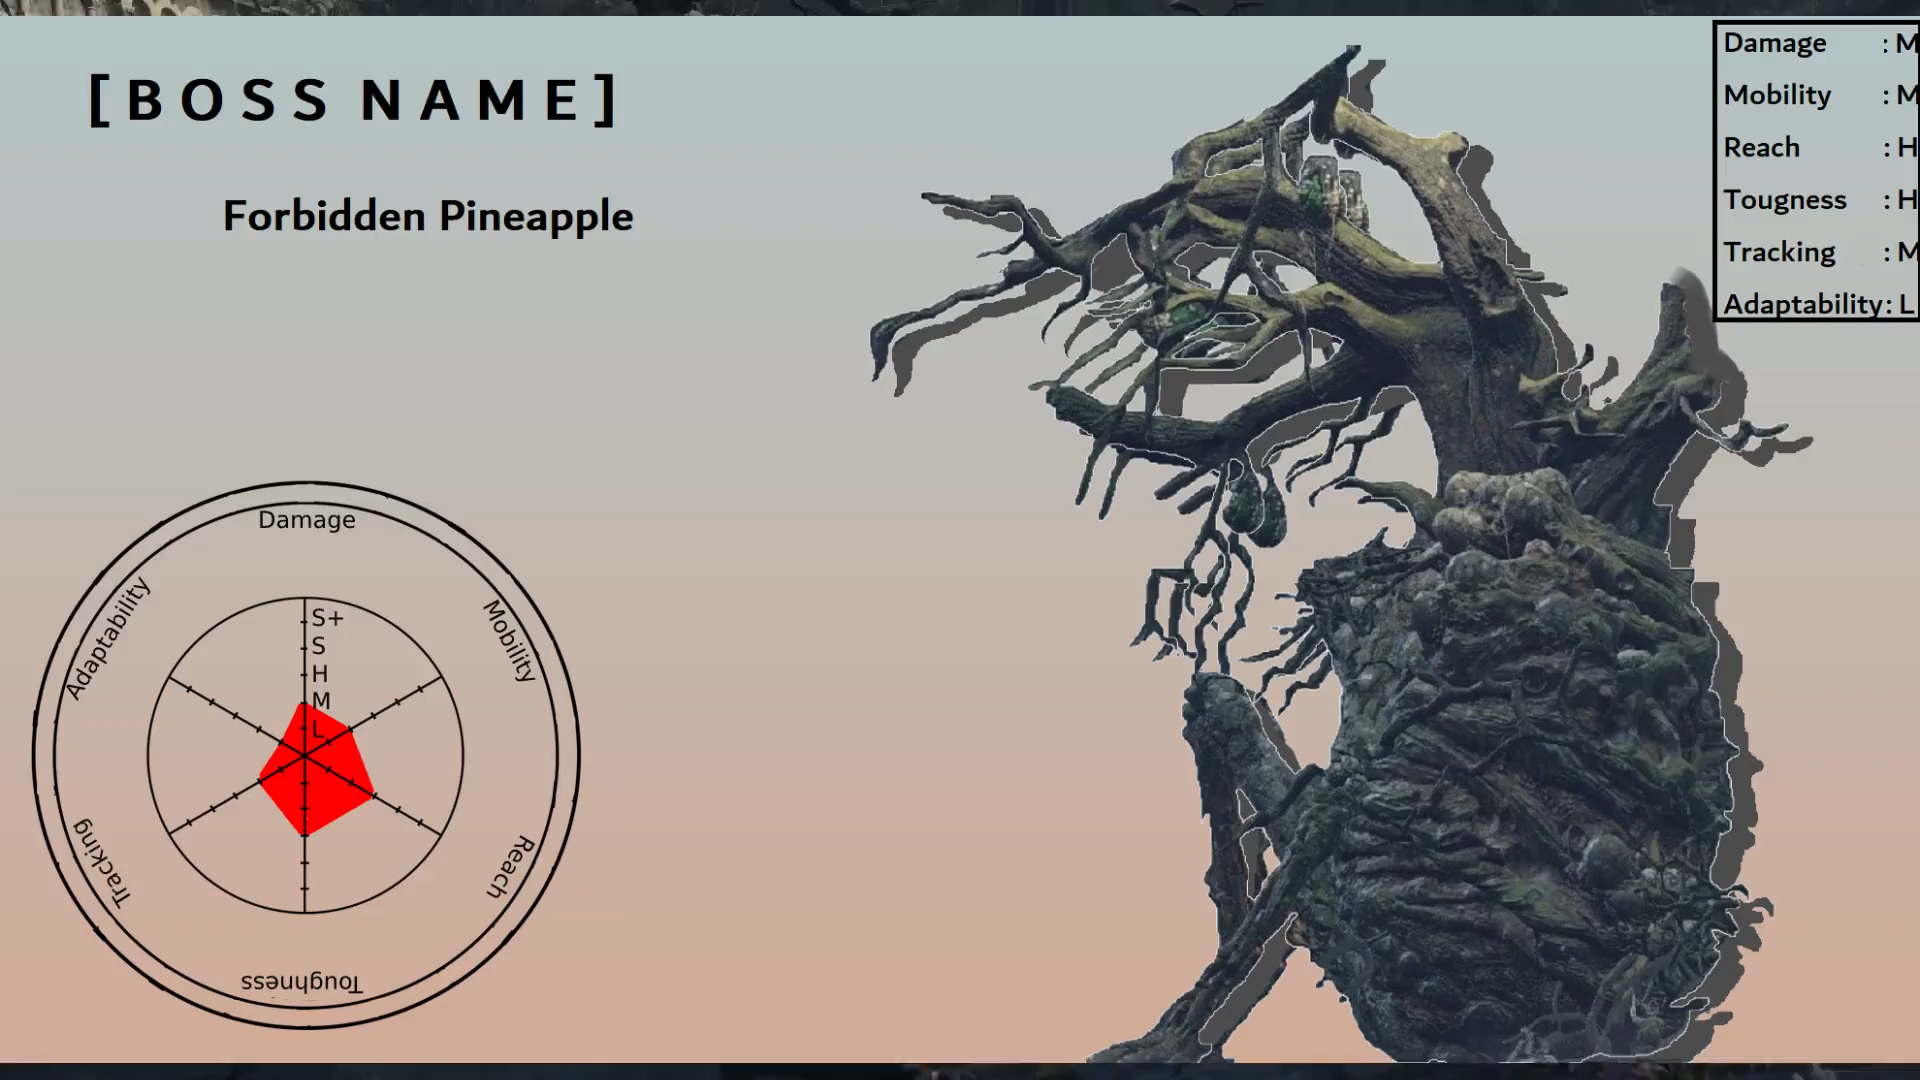 [BOSS NAME]
Forbidden Pineapple
Damage : M
Mobility : M
Reach : H
Tougness : H
Tracking : M
Adaptability: L
Damage
Mobility
Reach
Toughness
Tracking
Adaptability
S+
S
H
M
L